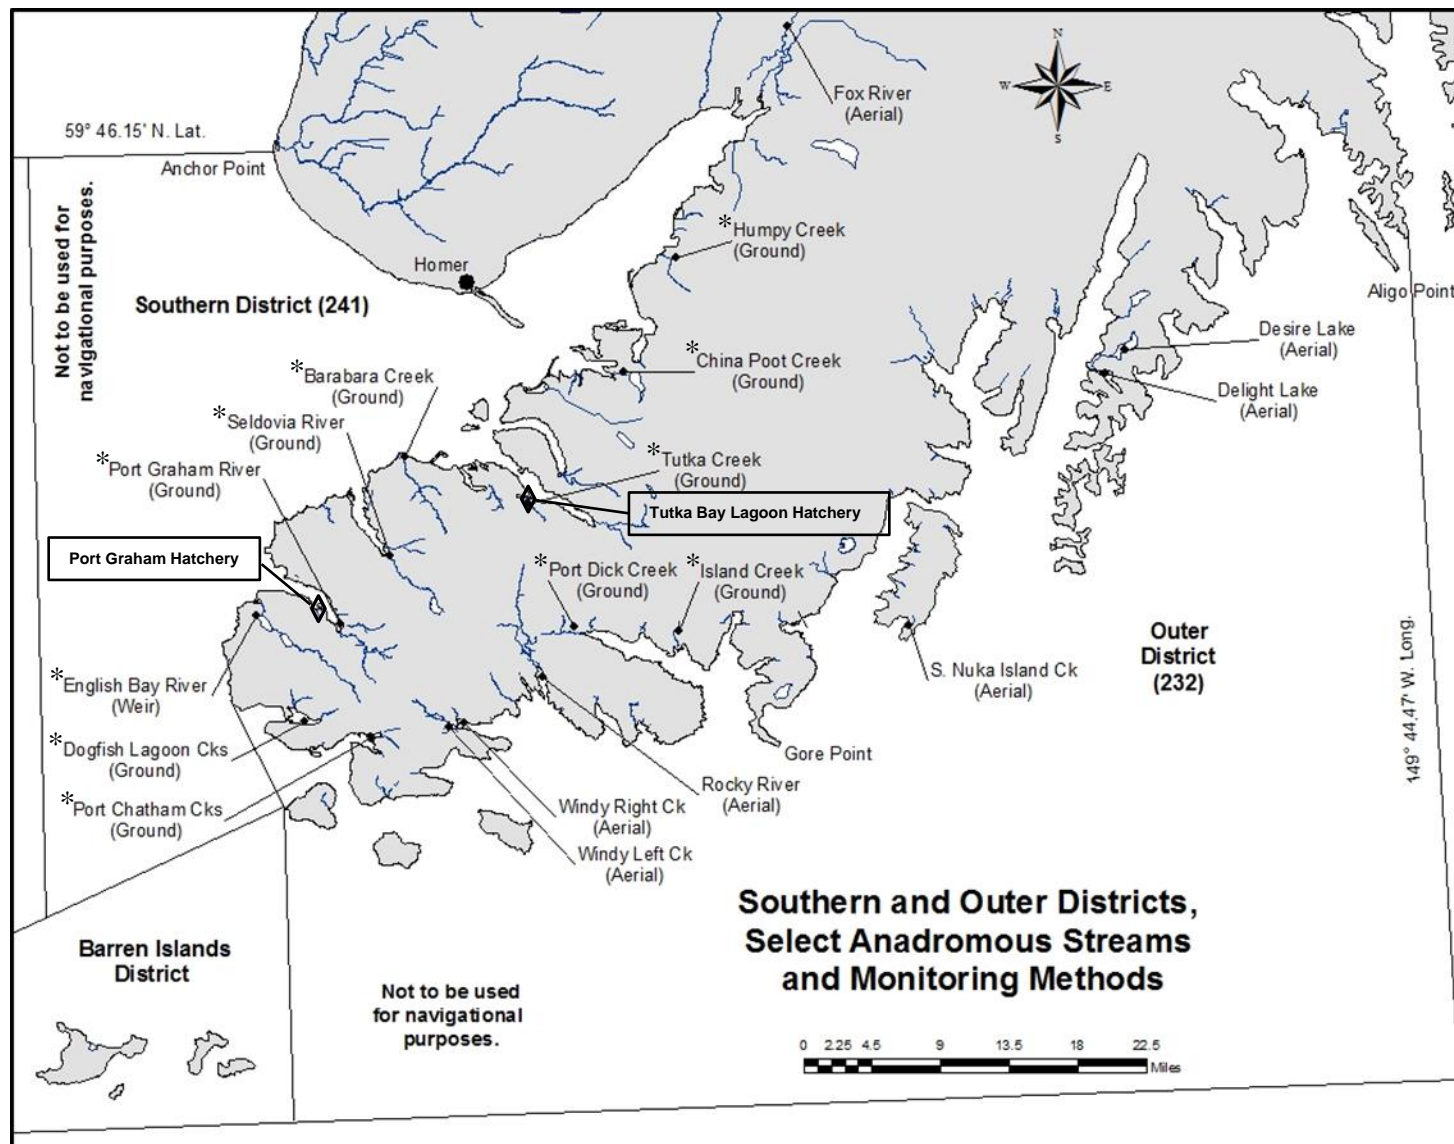 N
W E
S
Fox River
(Aerial)
59° 46.15' N. Lat.
Anchor Point
Not to be used for
navigational purposes.
*Humpy Creek
(Ground)
Homer
Southern District (241)
Aligo Point
Desire Lake
(Aerial)
*China Poot Creek
(Ground)
*Barabara Creek
(Ground)
Delight Lake
(Aerial)
*Seldovia River
(Ground)
*Port Graham River
(Ground)
*Tutka Creek
(Ground)
Tutka Bay Lagoon Hatchery
Port Graham Hatchery
*Port Dick Creek
(Ground)
*Island Creek
(Ground)
Outer
District
(232)
149° 44.47' W. Long.
S. Nuka Island Ck
(Aerial)
*English Bay River
(Weir)
*Dogfish Lagoon Cks
(Ground)
Gore Point
*Port Chatham Cks
(Ground)
Rocky River
(Aerial)
Windy Right Ck
(Aerial)
Windy Left Ck
(Aerial)
Southern and Outer Districts,
Select Anadromous Streams
and Monitoring Methods
Barren Islands
District
Not to be used
for navigational
purposes.
0 2.25 4.5 9 13.5 18 22.5
Miles